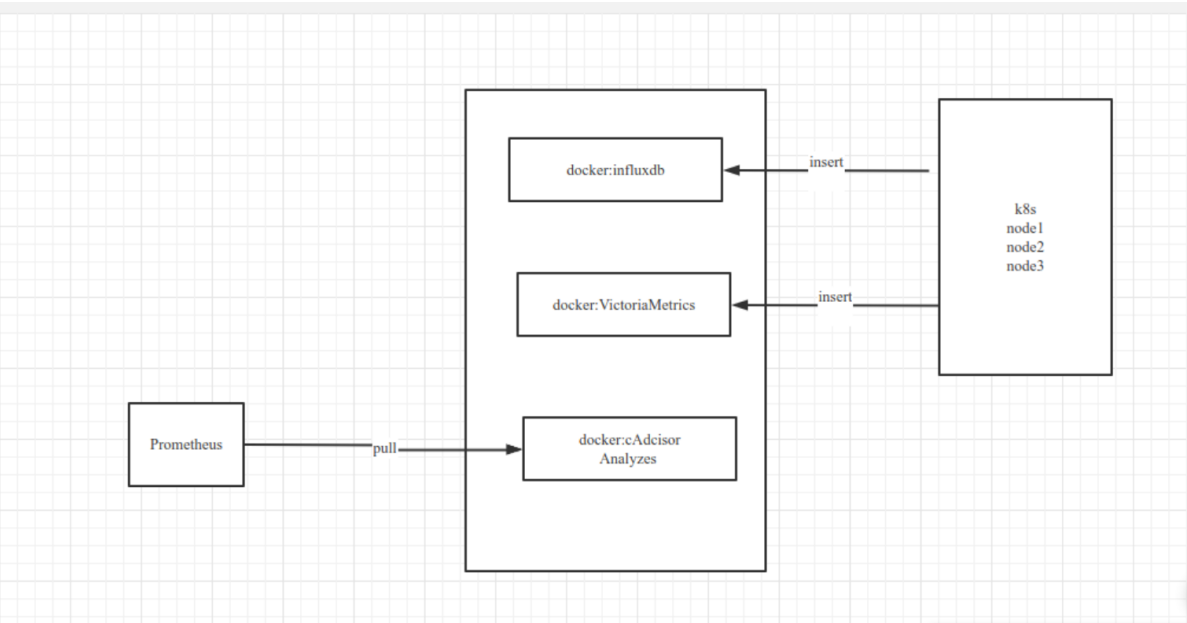 docker:influxdb
insert
k8s
node1
node2
node3
docker:VictoriaMetrics
insert
Prometheus
pull
docker:cAdcisor
Analyzes